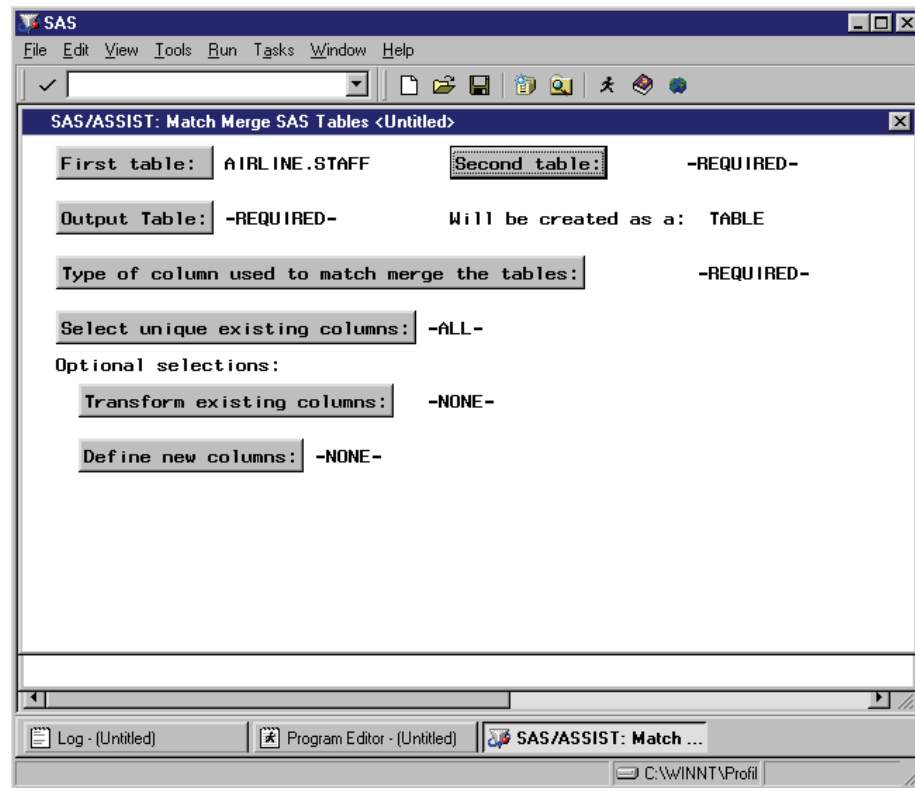 SAS
File Edit View Tools Run Tasks Window Help
SAS/ASSIST: Match Merge SAS Tables <Untitled>
First table: AIRLINE.STAFF Second table: -REQUIRED-
Output Table: -REQUIRED- Will be created as a: TABLE
Type of column used to match merge the tables: -REQUIRED-
Select unique existing columns: -ALL-
Optional selections:
Transform existing columns: -NONE-
Define new columns: -NONE-
Log - (Untitled) Program Editor - (Untitled) SAS/ASSIST: Match ...
C:\WINNT\Profil